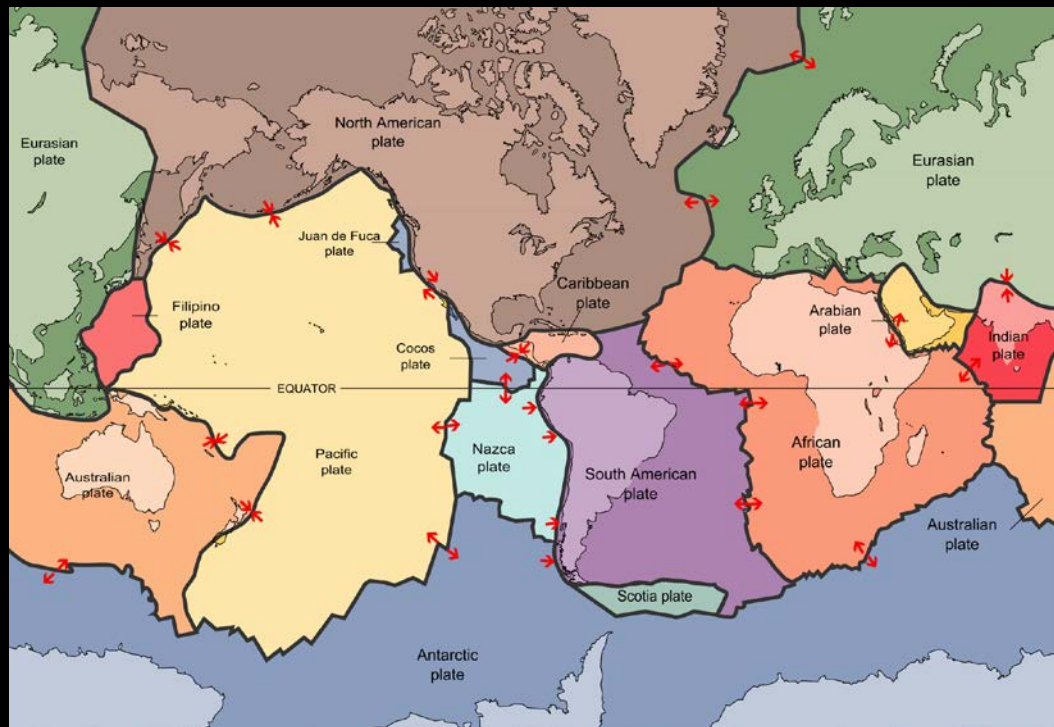 North American
plate
Eurasian
plate
Eurasian
plate
Juan de Fuca
plate
Caribbean
plate
Filipino
plate
Arabian
plate
Indian
plate
Cocos
plate
EQUATOR
Pacific
plate
Nazca
plate
South American
plate
African
plate
Australian
plate
Australian
plate
Scotia plate
Antarctic
plate